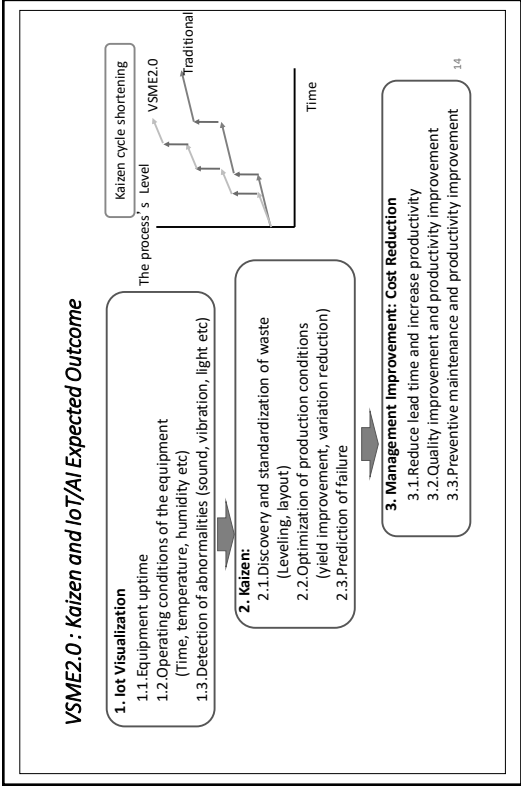 VSME2.0 : Kaizen and IoT/AI Expected Outcome
1. Iot Visualization
1.1.Equipment uptime
1.2.Operating conditions of the equipment
(Time, temperature, humidity etc)
1.3.Detection of abnormalities (sound, vibration, light etc)
2. Kaizen:
2.1.Discovery and standardization of waste
(Leveling, layout)
2.2.Optimization of production conditions
(yield improvement, variation reduction)
2.3.Prediction of failure
3. Management Improvement: Cost Reduction
3.1.Reduce lead time and increase productivity
3.2.Quality improvement and productivity improvement
3.3.Preventive maintenance and productivity improvement
Kaizen cycle shortening
The process's Level
VSME2.0
Traditional
Time
14